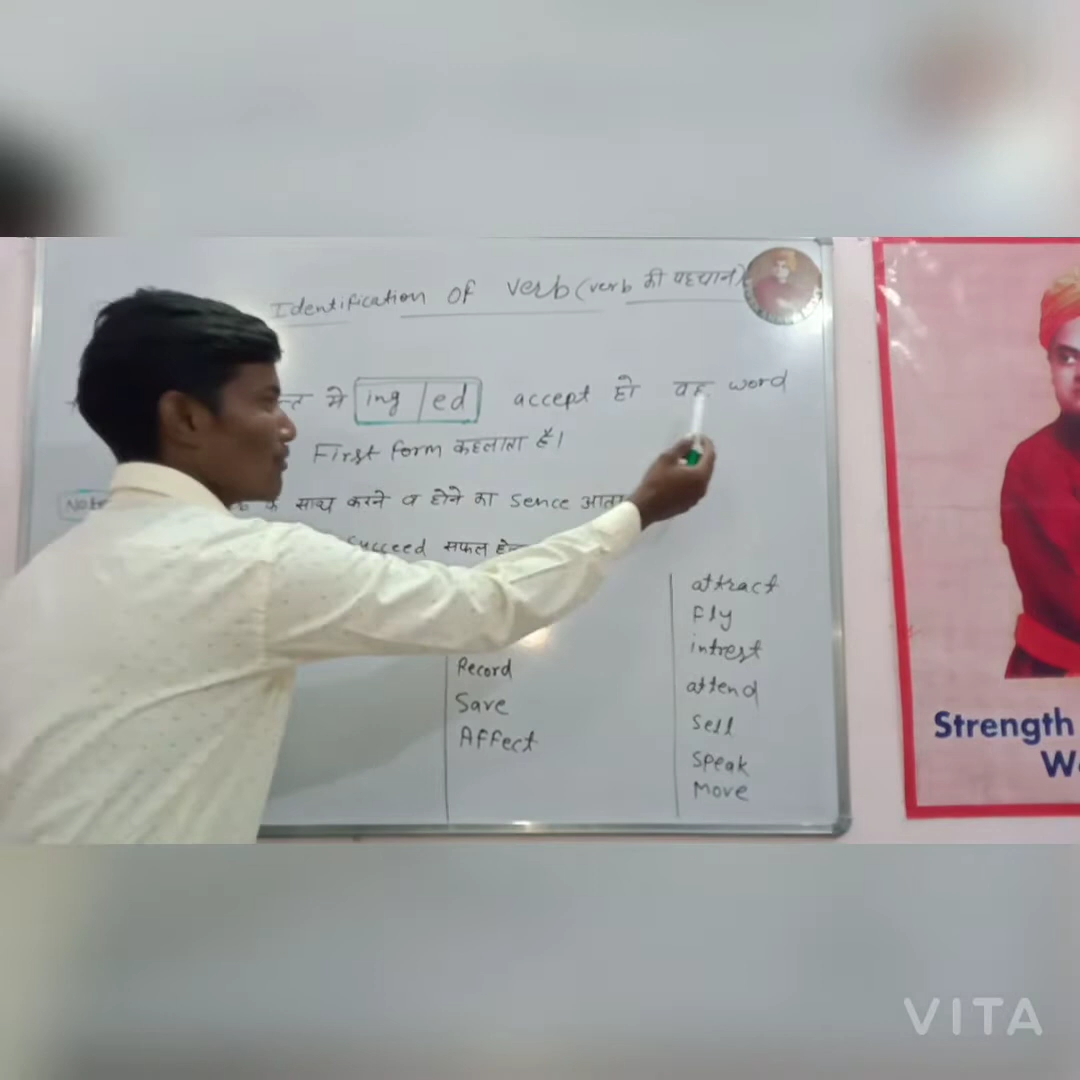 Identification OF verb (verb की पहचान)
में ing/ed accept हो वह word
First form कहलाता है।
के साथ करने व होने का Sence आता
Succeed सफल
Record
Save
Affect
attract
Fly
intrest
attend
Sell
Speak
Move
Strength
VITA